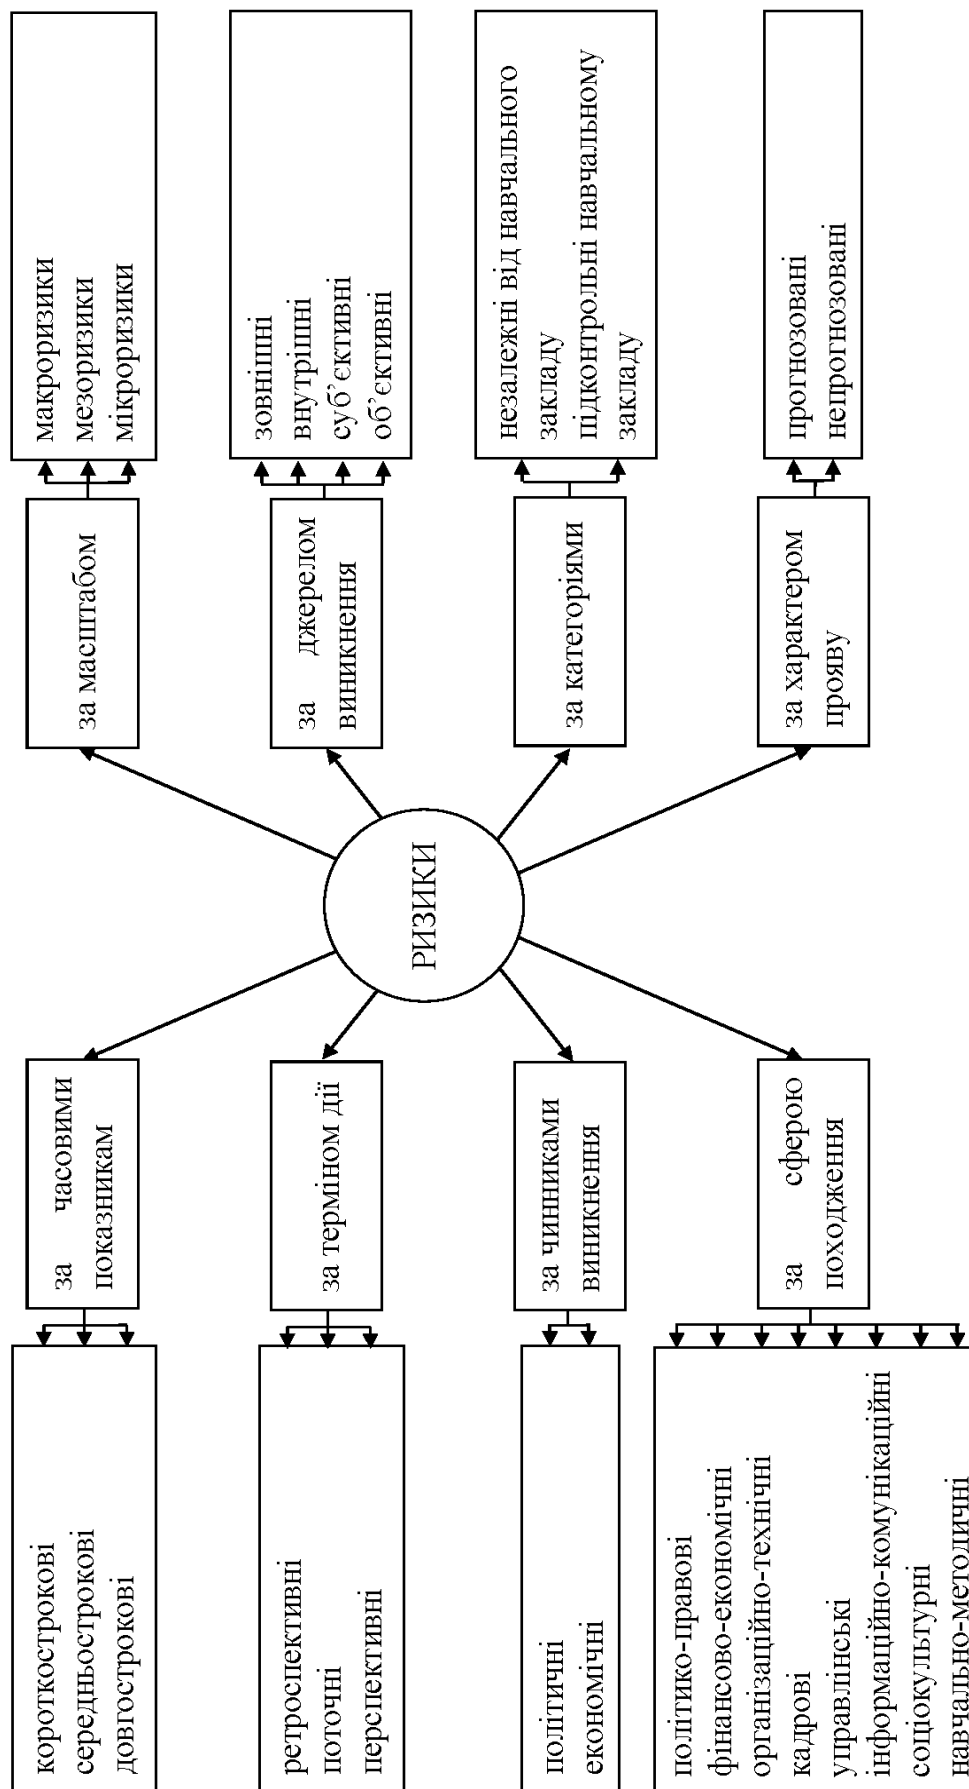 короткострокові
середньострокові
довгострокові
за часовими
показникам
за масштабом
макроризики
мезоризики
мікроризики
ретроспективні
поточні
перспективні
за терміном дії
за джерелом
виникнення
зовнішні
внутрішні
суб’єктивні
об’єктивні
РИЗИКИ
політичні
економічні
за чинниками
виникнення
за категоріями
незалежні від навчального
закладу
підконтрольні навчальному
закладу
політико-правові
фінансово-економічні
організаційно-технічні
кадрові
управлінські
інформаційно-комунікаційні
соціокультурні
навчально-методичні
за сферою
походження
за характером
прояву
прогнозовані
непрогнозовані